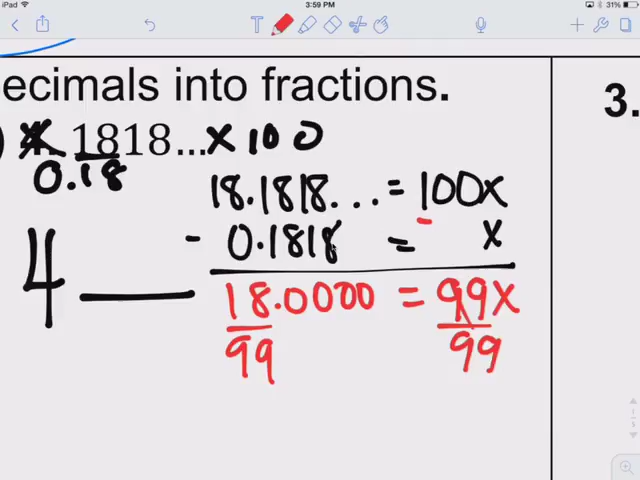 iPad 3:59 PM 31%
T
ecimals into fractions. 3.
) 1818... x 100
0.18
18.1818... = 100x
- 0.1818 = - x
4 __ 18.0000 = 99x
99 99